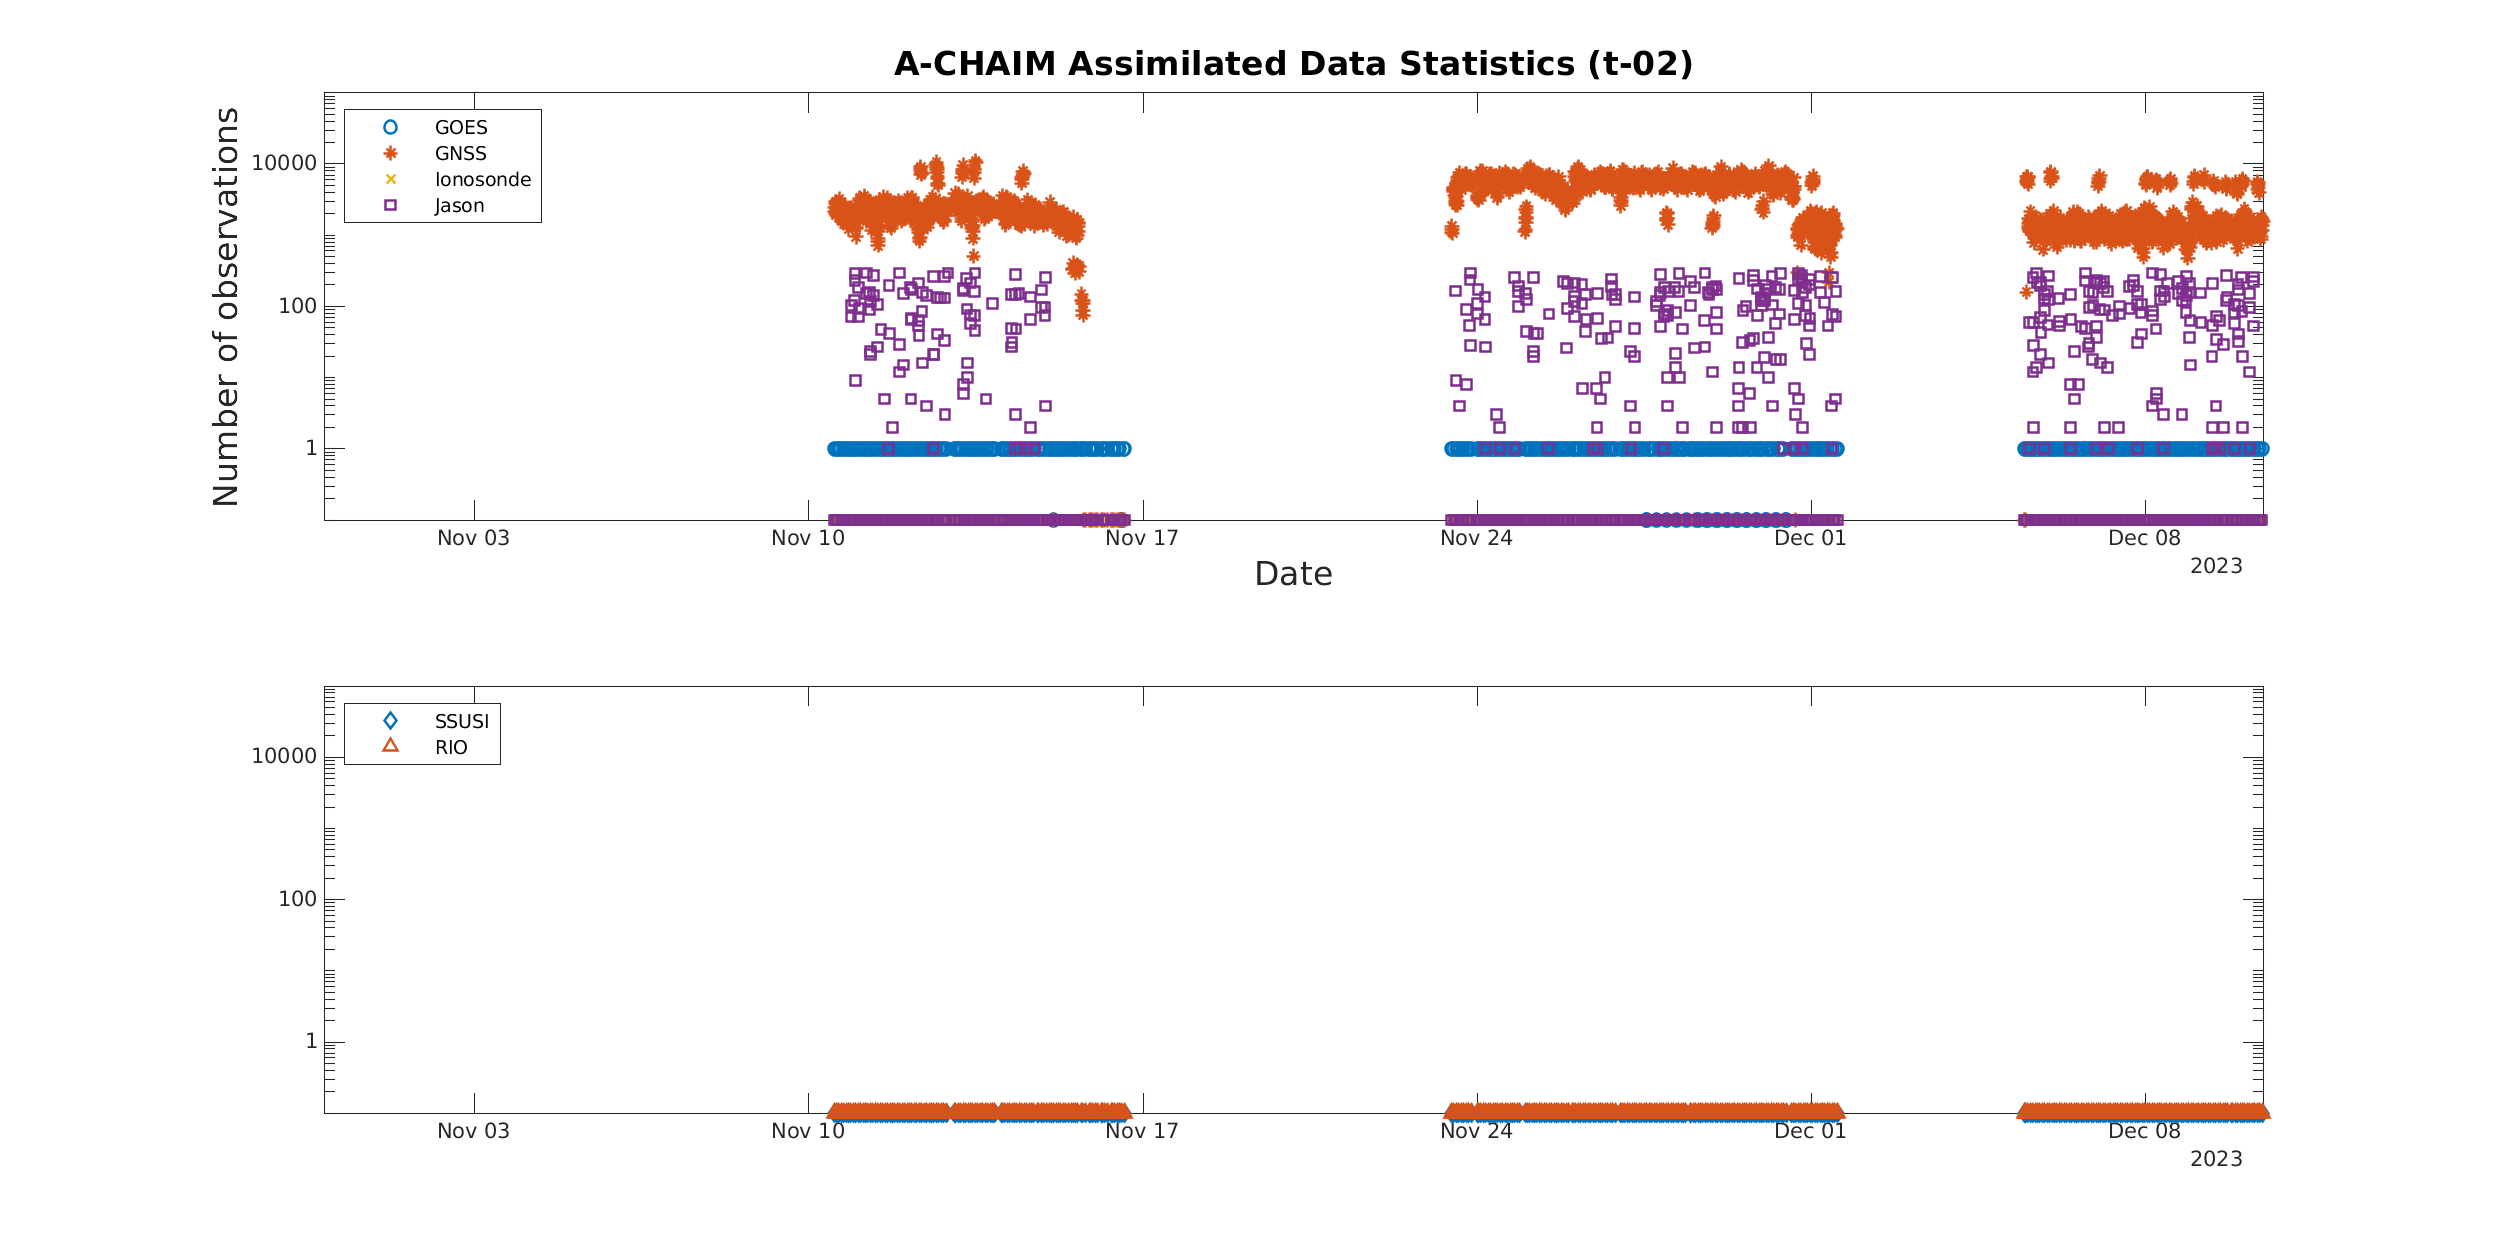 A-CHAIM Assimilated Data Statistics (t-02)
Number of observations
10000
100
1
GOES
GNSS
Ionosonde
Jason
Nov 03
Nov 10
Nov 17
Nov 24
Dec 01
Dec 08
2023
Date
10000
100
1
SSUSI
RIO
Nov 03
Nov 10
Nov 17
Nov 24
Dec 01
Dec 08
2023